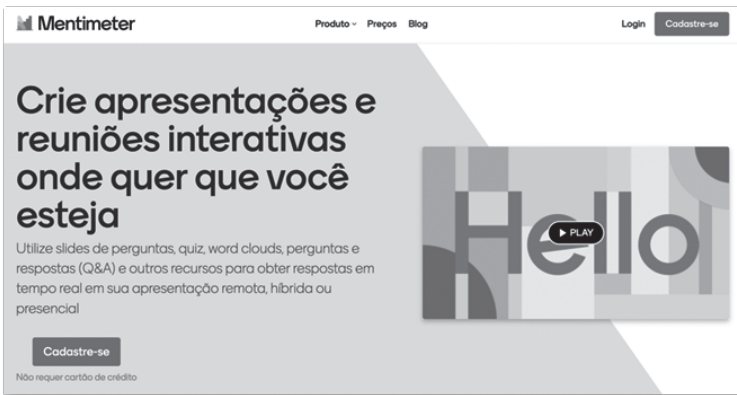 Mentimeter
Produto Preços Blog
Login Cadastre-se
Crie apresentações e
reuniões interativas
onde quer que você
esteja
Utilize slides de perguntas, quiz, word clouds, perguntas e
respostas (Q&A) e outros recursos para obter respostas em
tempo real em sua apresentação remota, híbrida ou
presencial
Cadastre-se
Não requer cartão de crédito
Hello!
PLAY